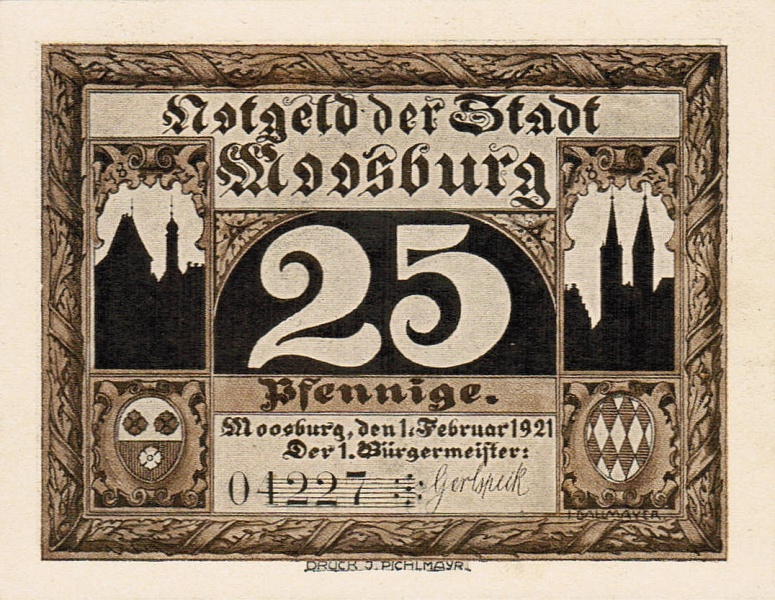 Notgeld der Stadt
Moosburg
25
Pfennige.
Moosburg, den 1. Februar 1921
Der 1. Bürgermeister:
04227
DRUCK J. PICHLMAYR.